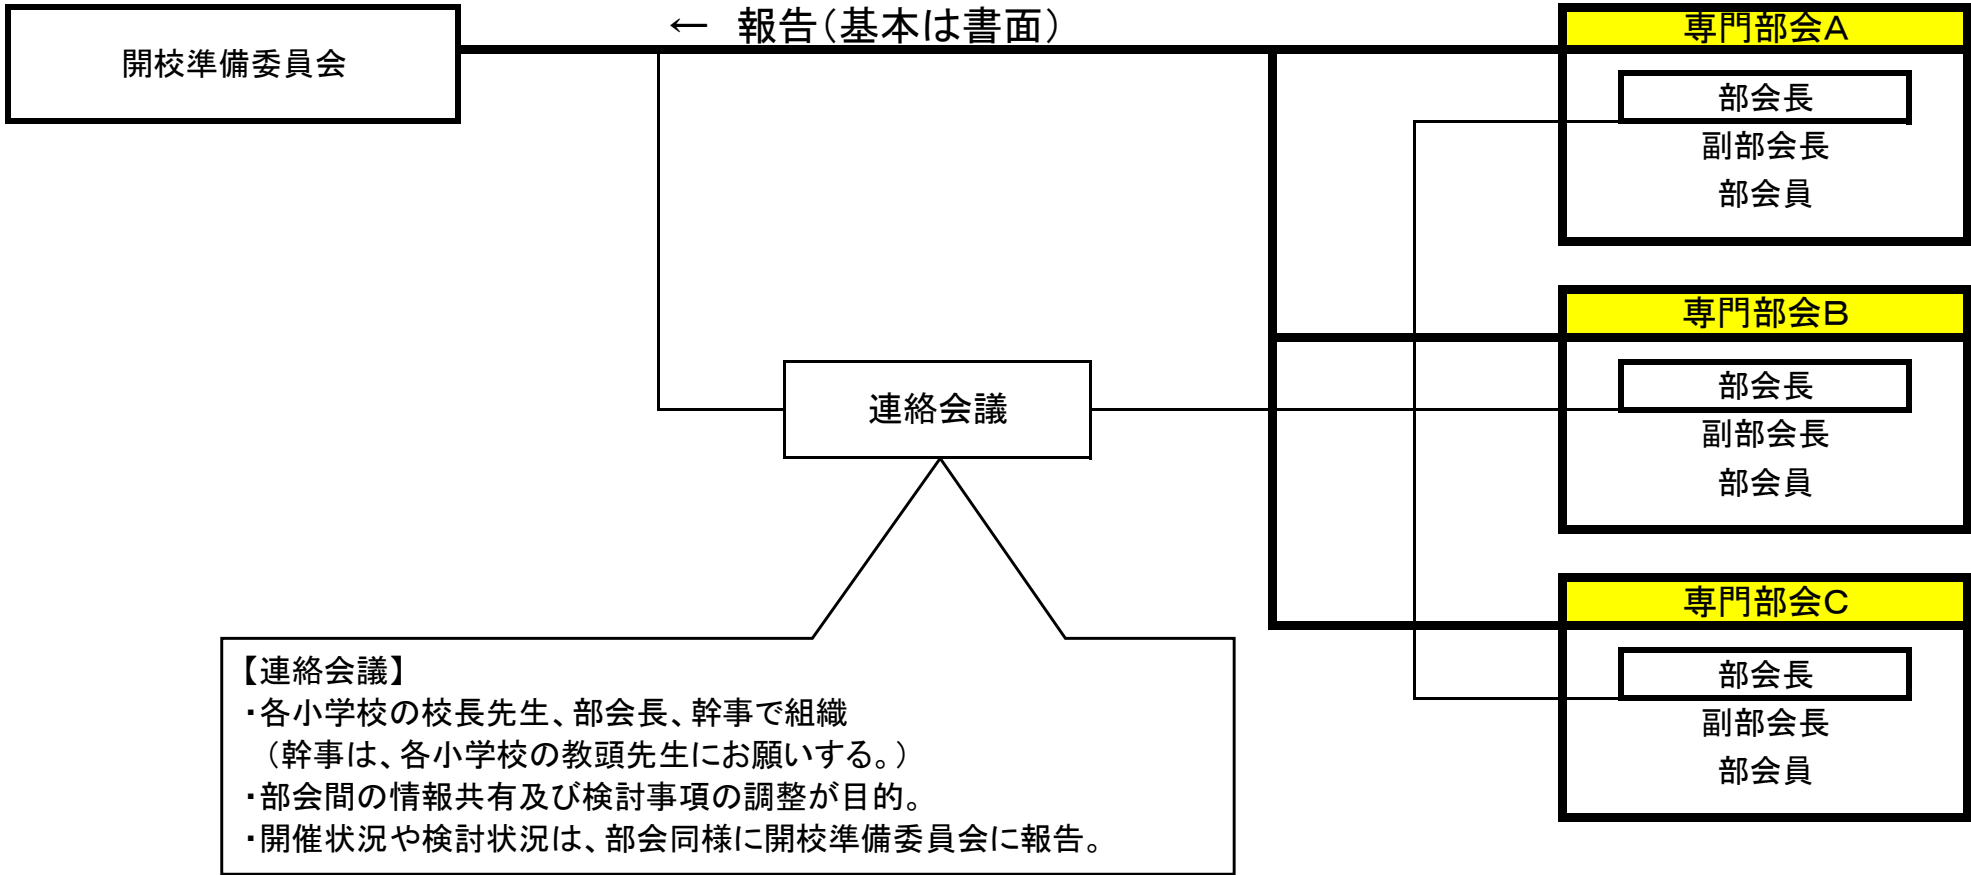 開校準備委員会
← 報告(基本は書面)
専門部会A
部会長
副部会長
部会員
専門部会B
部会長
副部会長
部会員
専門部会C
部会長
副部会長
部会員
連絡会議
【連絡会議】
・各小学校の校長先生、部会長、幹事で組織
(幹事は、各小学校の教頭先生にお願いする。)
・部会間の情報共有及び検討事項の調整が目的。
・開催状況や検討状況は、部会同様に開校準備委員会に報告。